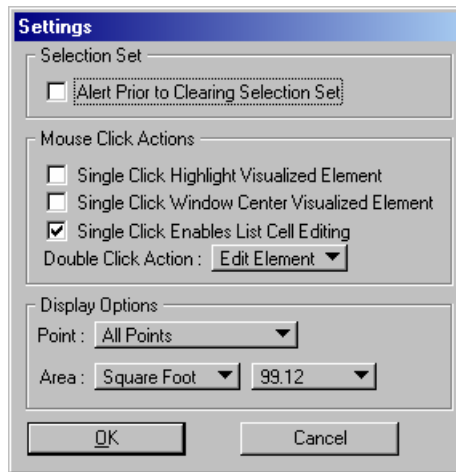 Settings
Selection Set
Alert Prior to Clearing Selection Set
Mouse Click Actions
Single Click Highlight Visualized Element
Single Click Window Center Visualized Element
Single Click Enables List Cell Editing
Double Click Action : Edit Element
Display Options
Point : All Points
Area : Square Foot 99.12
OK Cancel